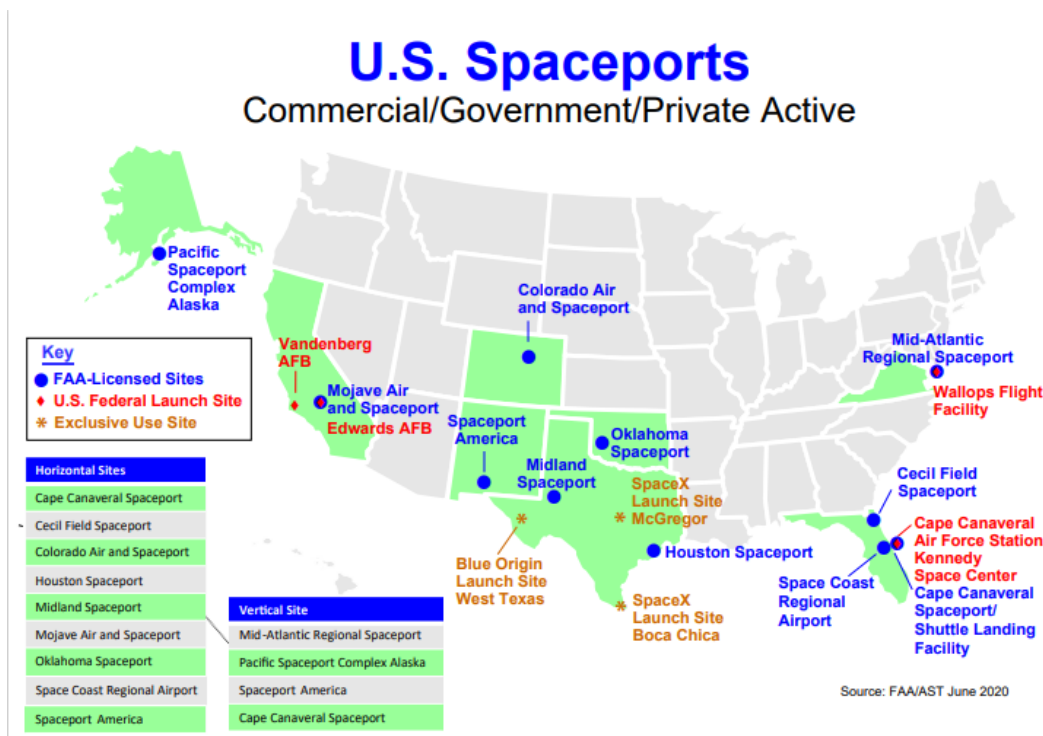 U.S. Spaceports
Commercial/Government/Private Active
Pacific
Spaceport
Complex
Alaska
Colorado Air
and Spaceport
Mid-Atlantic
Regional Spaceport
Wallops Flight
Facility
Vandenberg
AFB
Mojave Air
and Spaceport
Edwards AFB
Spaceport
America
Oklahoma
Spaceport
Midland
Spaceport
SpaceX
Launch Site
McGregor
Cecil Field
Spaceport
Cape Canaveral
Air Force Station
Kennedy
Space Center
Cape Canaveral
Spaceport/
Shuttle Landing
Facility
Houston Spaceport
Blue Origin
Launch Site
West Texas
Space Coast
Regional
Airport
SpaceX
Launch Site
Boca Chica
Key
FAA-Licensed Sites
U.S. Federal Launch Site
Exclusive Use Site
Horizontal Sites
Cape Canaveral Spaceport
Cecil Field Spaceport
Colorado Air and Spaceport
Houston Spaceport
Midland Spaceport
Mojave Air and Spaceport
Oklahoma Spaceport
Space Coast Regional Airport
Spaceport America
Vertical Site
Mid-Atlantic Regional Spaceport
Pacific Spaceport Complex Alaska
Spaceport America
Cape Canaveral Spaceport
Source: FAA/AST June 2020